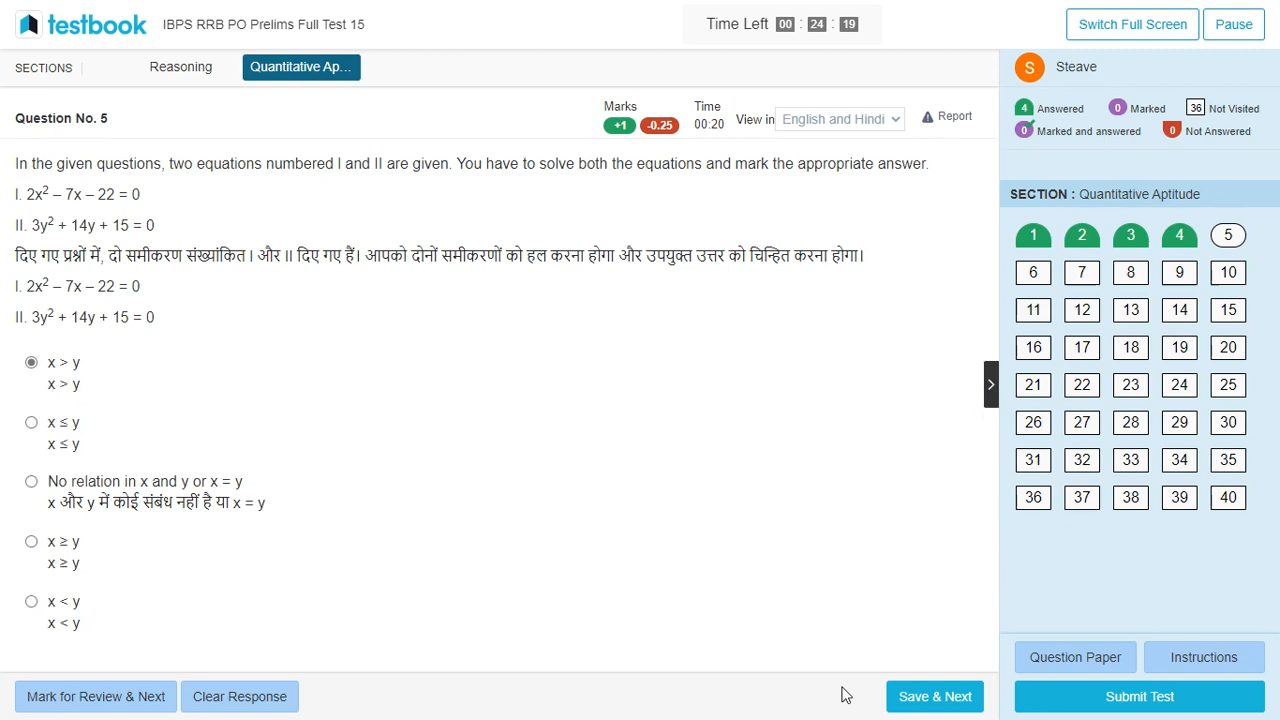 testbook IBPS RRB PO Prelims Full Test 15 Time Left 00 : 24 : 19 Switch Full Screen Pause
SECTIONS Reasoning Quantitative Ap... S Steave
Question No. 5 Marks +1 -0.25 Time 00:20 View in English and Hindi Report
4 Answered 0 Marked 36 Not Visited
0 Marked and answered 0 Not Answered
In the given questions, two equations numbered I and II are given. You have to solve both the equations and mark the appropriate answer.
I. 2x² – 7x – 22 = 0
II. 3y² + 14y + 15 = 0
दिए गए प्रश्नों में, दो समीकरण संख्यांकित I और II दिए गए हैं। आपको दोनों समीकरणों को हल करना होगा और उपयुक्त उत्तर को चिन्हित करना होगा।
I. 2x² – 7x – 22 = 0
II. 3y² + 14y + 15 = 0
x > y
x > y
x ≤ y
x ≤ y
No relation in x and y or x = y
x और y में कोई संबंध नहीं है या x = y
x ≥ y
x ≥ y
x < y
x < y
SECTION : Quantitative Aptitude
1 2 3 4 5
6 7 8 9 10
11 12 13 14 15
16 17 18 19 20
21 22 23 24 25
26 27 28 29 30
31 32 33 34 35
36 37 38 39 40
Question Paper Instructions
Mark for Review & Next Clear Response Save & Next Submit Test